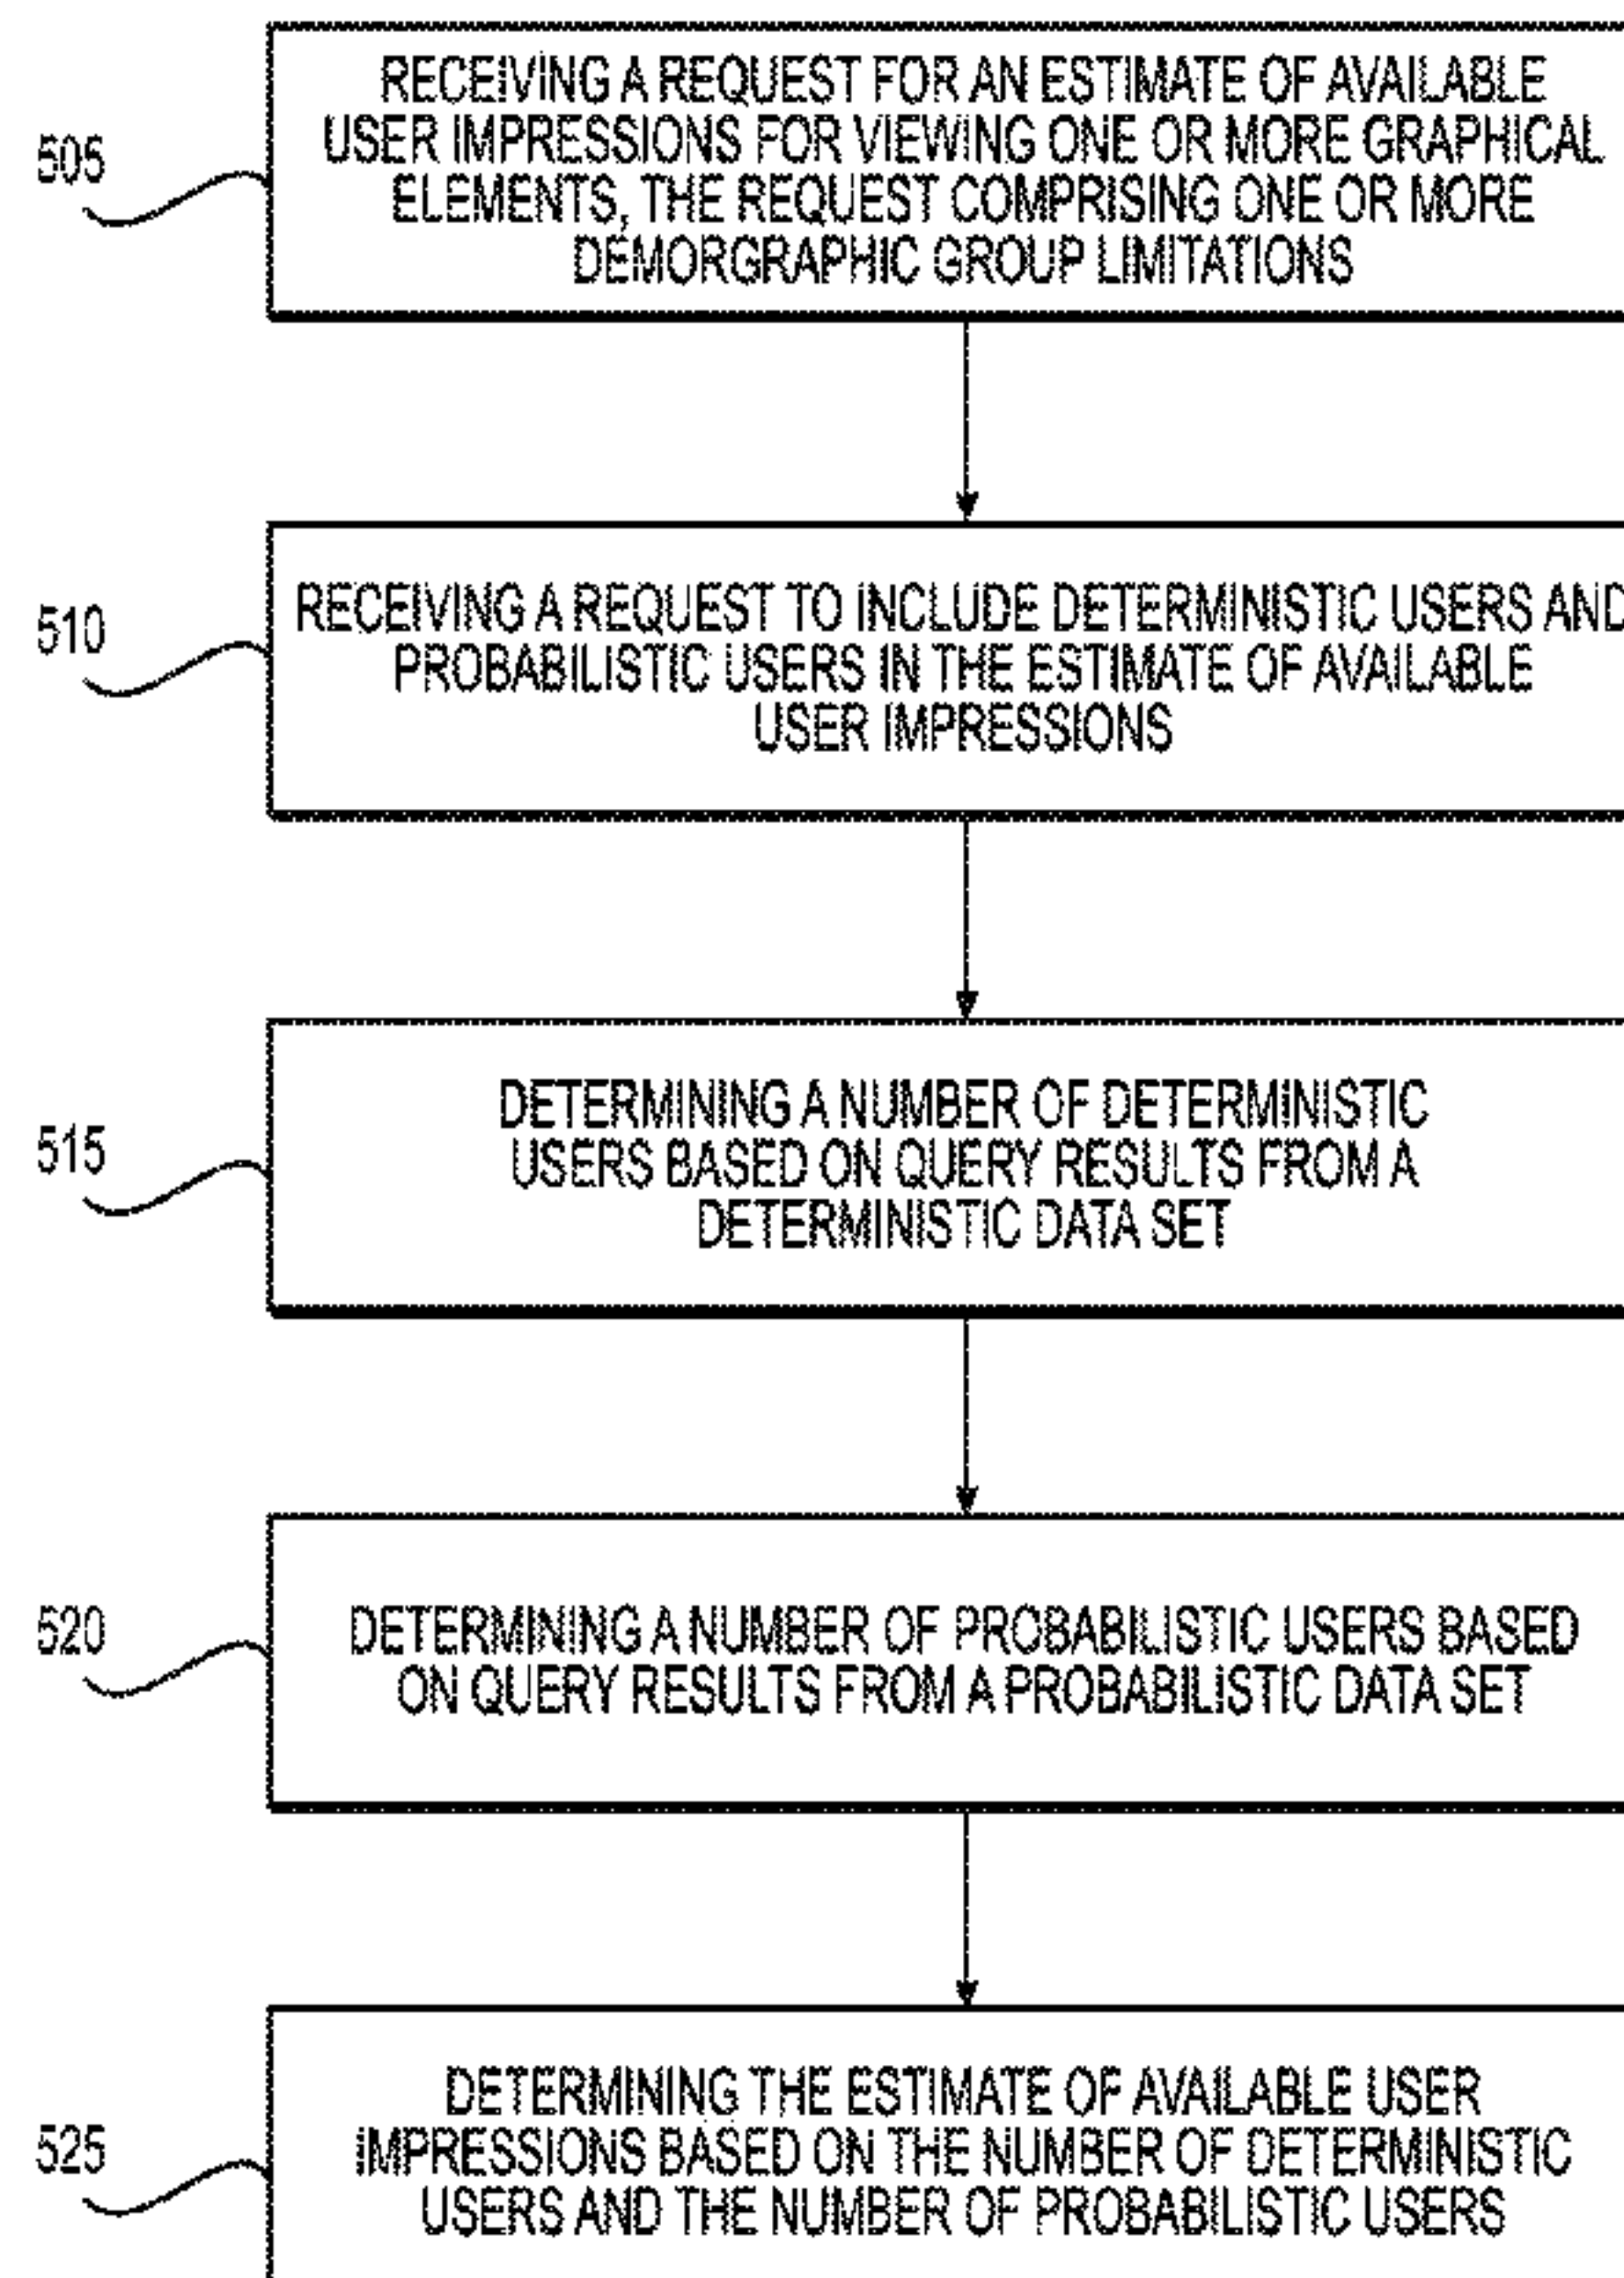 RECEIVING A REQUEST FOR AN ESTIMATE OF AVAILABLE
USER IMPRESSIONS FOR VIEWING ONE OR MORE GRAPHICAL
505
ELEMENTS, THE REQUEST COMPRISING ONE OR MORE
DEMORGRAPHIC GROUP LIMITATIONS
RECEIVING A REQUEST TO INCLUDE DETERMINISTIC USERS AND
510
PROBABILISTIC USERS IN THE ESTIMATE OF AVAILABLE
USER IMPRESSIONS
DETERMINING A NUMBER OF DETERMINISTIC
515
USERS BASED ON QUERY RESULTS FROM A
DETERMINISTIC DATA SET
520
DETERMINING A NUMBER OF PROBABILISTIC USERS BASED
ON QUERY RESULTS FROM A PROBABILISTIC DATA SET
DETERMINING THE ESTIMATE OF AVAILABLE USER
525
IMPRESSIONS BASED ON THE NUMBER OF DETERMINISTIC
USERS AND THE NUMBER OF PROBABILISTIC USERS